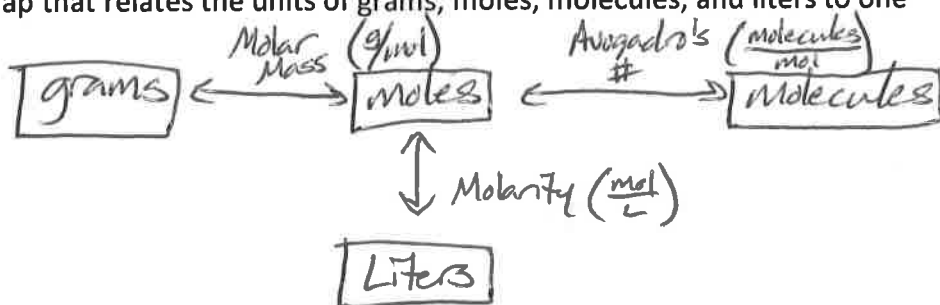 ap that relates the units of grams, moles, molecules, and liters to one
Molar Mass (g/mol)
Avogadro's # (molecules/mol)
grams moles Molecules
Molarity (mol/L)
Liters